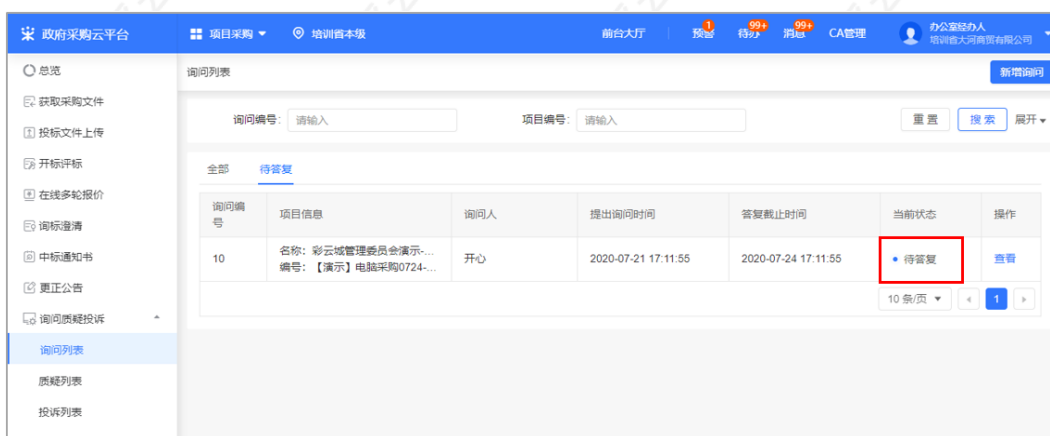 政府采购云平台
项目采购
培训省本级
前台大厅
预警
1
待办
99+
消息
99+
CA管理
办公室经办人
培训省大河商贸有限公司
总览
获取采购文件
投标文件上传
开标评标
在线多轮报价
询标澄清
中标通知书
更正公告
询问质疑投诉
询问列表
质疑列表
投诉列表
询问列表
新增询问
询问编号: 请输入
项目编号: 请输入
重置
搜索
展开
全部
待答复
询问编号
项目信息
询问人
提出询问时间
答复截止时间
当前状态
操作
10
名称：彩云城管理委员会演示-...
编号：【演示】电脑采购0724-...
开心
2020-07-21 17:11:55
2020-07-24 17:11:55
待答复
查看
10 条/页
1